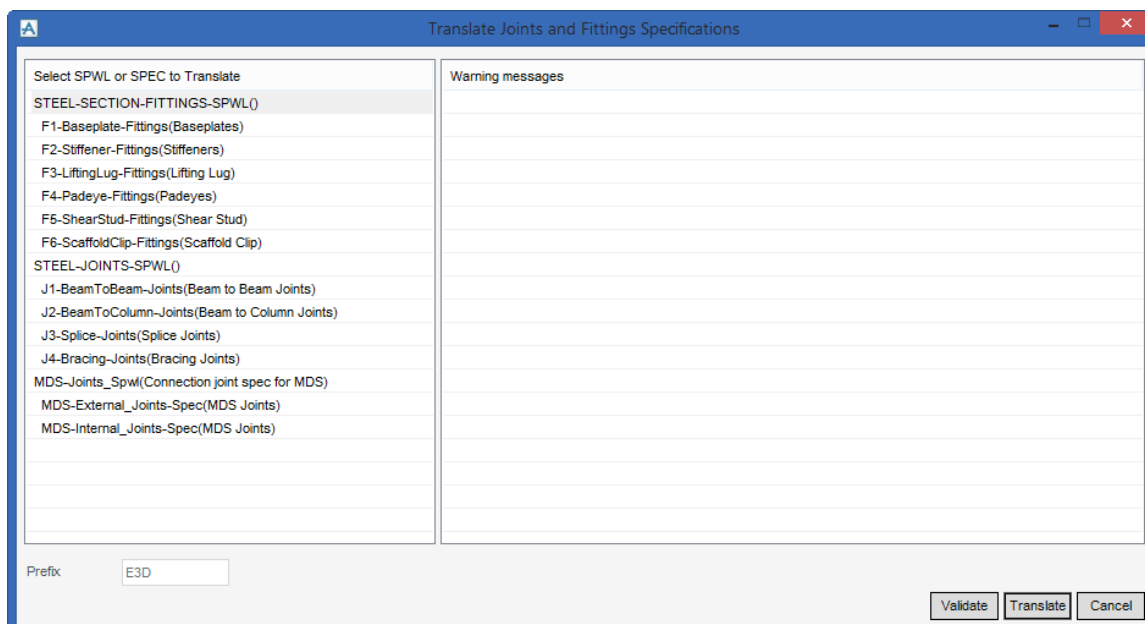 Translate Joints and Fittings Specifications
Select SPWL or SPEC to Translate
STEEL-SECTION-FITTINGS-SPWL()
F1-Baseplate-Fittings(Baseplates)
F2-Stiffener-Fittings(Stiffeners)
F3-LiftingLug-Fittings(Lifting Lug)
F4-Padeye-Fittings(Padeyes)
F5-ShearStud-Fittings(Shear Stud)
F6-ScaffoldClip-Fittings(Scaffold Clip)
STEEL-JOINTS-SPWL()
J1-BeamToBeam-Joints(Beam to Beam Joints)
J2-BeamToColumn-Joints(Beam to Column Joints)
J3-Splice-Joints(Splice Joints)
J4-Bracing-Joints(Bracing Joints)
MDS-Joints_Spwl(Connection joint spec for MDS)
MDS-External_Joints-Spec(MDS Joints)
MDS-Internal_Joints-Spec(MDS Joints)
Warning messages
Prefix E3D
Validate Translate Cancel